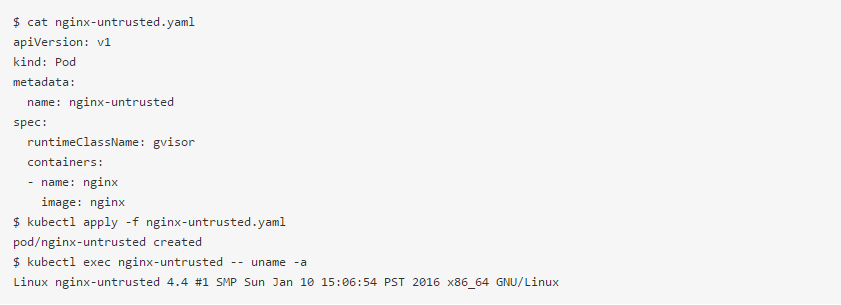 $ cat nginx-untrusted.yaml
apiVersion: v1
kind: Pod
metadata:
  name: nginx-untrusted
spec:
  runtimeClassName: gvisor
  containers:
  - name: nginx
    image: nginx
$ kubectl apply -f nginx-untrusted.yaml
pod/nginx-untrusted created
$ kubectl exec nginx-untrusted -- uname -a
Linux nginx-untrusted 4.4 #1 SMP Sun Jan 10 15:06:54 PST 2016 x86_64 GNU/Linux